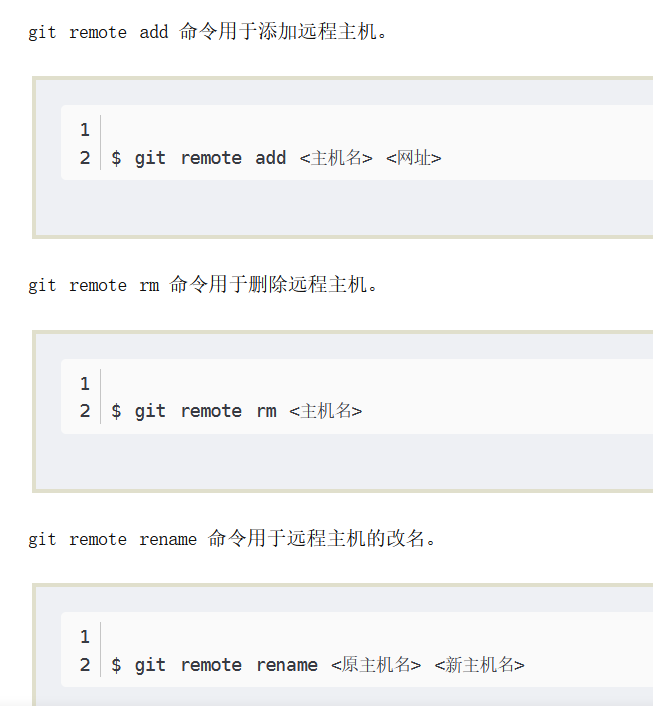 git remote add 命令用于添加远程主机。
1
2 $ git remote add <主机名> <网址>
git remote rm 命令用于删除远程主机。
1
2 $ git remote rm <主机名>
git remote rename 命令用于远程主机的改名。
1
2 $ git remote rename <原主机名> <新主机名>